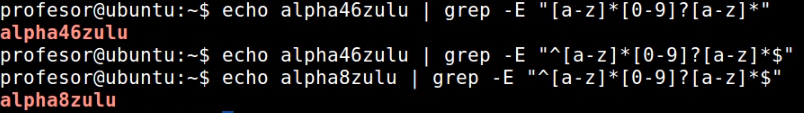 profesor@ubuntu:~$ echo alpha46zulu | grep -E "[a-z]*[0-9]?[a-z]*"
alpha46zulu
profesor@ubuntu:~$ echo alpha46zulu | grep -E "^[a-z]*[0-9]?[a-z]*$"
profesor@ubuntu:~$ echo alpha8zulu | grep -E "^[a-z]*[0-9]?[a-z]*$"
alpha8zulu